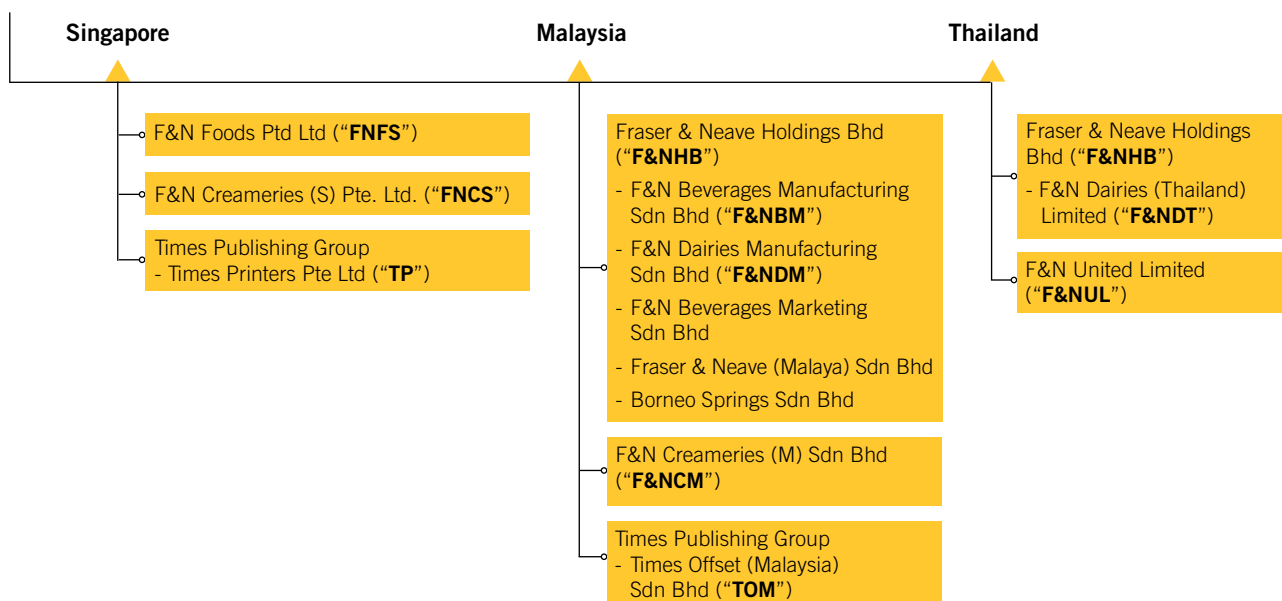 Singapore
F&N Foods Ptd Ltd (“FNFS”)
F&N Creameries (S) Pte. Ltd. (“FNCS”)
Times Publishing Group
- Times Printers Pte Ltd (“TP”)
Malaysia
Fraser & Neave Holdings Bhd
(“F&NHB”)
- F&N Beverages Manufacturing
Sdn Bhd (“F&NBM”)
- F&N Dairies Manufacturing
Sdn Bhd (“F&NDM”)
- F&N Beverages Marketing
Sdn Bhd
- Fraser & Neave (Malaya) Sdn Bhd
- Borneo Springs Sdn Bhd
F&N Creameries (M) Sdn Bhd
(“F&NCM”)
Times Publishing Group
- Times Offset (Malaysia)
Sdn Bhd (“TOM”)
Thailand
Fraser & Neave Holdings
Bhd (“F&NHB”)
- F&N Dairies (Thailand)
Limited (“F&NDT”)
F&N United Limited
(“F&NUL”)